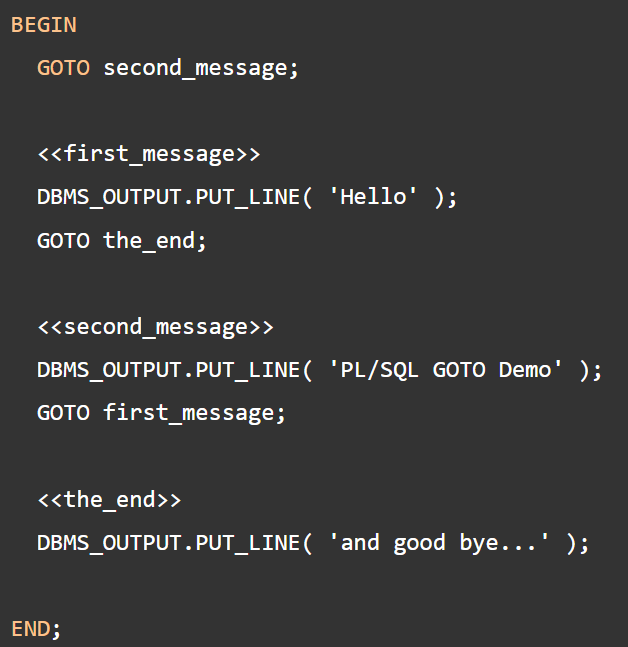 BEGIN
GOTO second_message;
<<first_message>>
DBMS_OUTPUT.PUT_LINE( 'Hello' );
GOTO the_end;
<<second_message>>
DBMS_OUTPUT.PUT_LINE( 'PL/SQL GOTO Demo' );
GOTO first_message;
<<the_end>>
DBMS_OUTPUT.PUT_LINE( 'and good bye...' );
END;